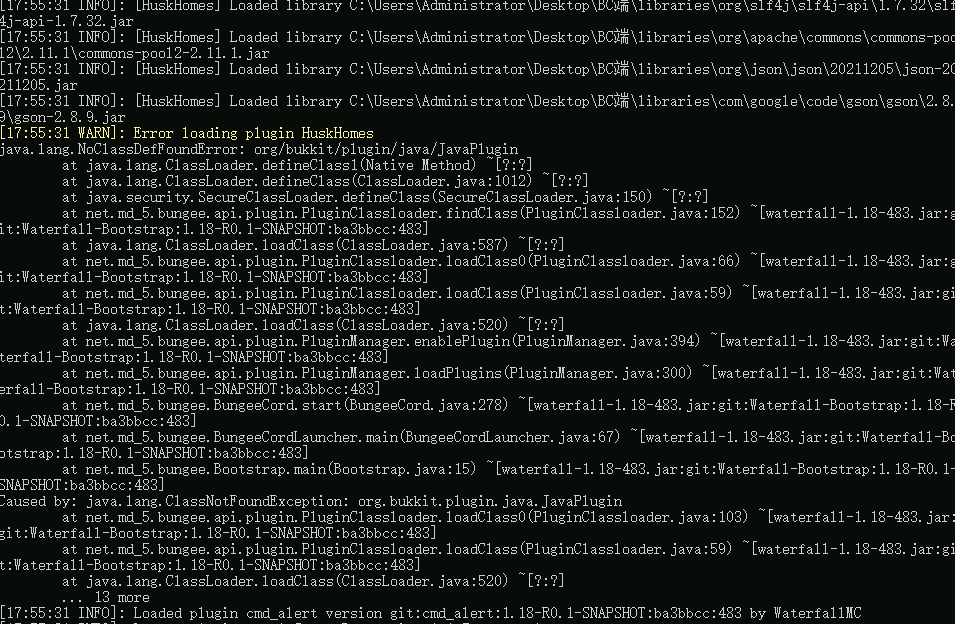 [17:55:31 INFO]: [HuskHomes] Loaded library C:\Users\Administrator\Desktop\BC端\libraries\org\slf4j\slf4j-api\1.7.32\slf
4j-api-1.7.32.jar
[17:55:31 INFO]: [HuskHomes] Loaded library C:\Users\Administrator\Desktop\BC端\libraries\org\apache\commons\commons-poo
l2\2.11.1\commons-pool2-2.11.1.jar
[17:55:31 INFO]: [HuskHomes] Loaded library C:\Users\Administrator\Desktop\BC端\libraries\org\json\json\20211205\json-20
211205.jar
[17:55:31 INFO]: [HuskHomes] Loaded library C:\Users\Administrator\Desktop\BC端\libraries\com\google\code\gson\gson\2.8.
9\gson-2.8.9.jar
[17:55:31 WARN]: Error loading plugin HuskHomes
java.lang.NoClassDefFoundError: org/bukkit/plugin/java/JavaPlugin
at java.lang.ClassLoader.defineClass1(Native Method) ~[?:?]
at java.lang.ClassLoader.defineClass(ClassLoader.java:1012) ~[?:?]
at java.security.SecureClassLoader.defineClass(SecureClassLoader.java:150) ~[?:?]
at net.md_5.bungee.api.plugin.PluginClassloader.findClass(PluginClassloader.java:152) ~[waterfall-1.18-483.jar:g
it:Waterfall-Bootstrap:1.18-R0.1-SNAPSHOT:ba3bbcc:483]
at java.lang.ClassLoader.loadClass(ClassLoader.java:587) ~[?:?]
at net.md_5.bungee.api.plugin.PluginClassloader.loadClass0(PluginClassloader.java:66) ~[waterfall-1.18-483.jar:g
it:Waterfall-Bootstrap:1.18-R0.1-SNAPSHOT:ba3bbcc:483]
at net.md_5.bungee.api.plugin.PluginClassloader.loadClass(PluginClassloader.java:59) ~[waterfall-1.18-483.jar:gi
t:Waterfall-Bootstrap:1.18-R0.1-SNAPSHOT:ba3bbcc:483]
at java.lang.ClassLoader.loadClass(ClassLoader.java:520) ~[?:?]
at net.md_5.bungee.api.plugin.PluginManager.enablePlugin(PluginManager.java:394) ~[waterfall-1.18-483.jar:git:Wa
terfall-Bootstrap:1.18-R0.1-SNAPSHOT:ba3bbcc:483]
at net.md_5.bungee.api.plugin.PluginManager.loadPlugins(PluginManager.java:300) ~[waterfall-1.18-483.jar:git:Wat
erfall-Bootstrap:1.18-R0.1-SNAPSHOT:ba3bbcc:483]
at net.md_5.bungee.BungeeCord.start(BungeeCord.java:278) ~[waterfall-1.18-483.jar:git:Waterfall-Bootstrap:1.18-R
0.1-SNAPSHOT:ba3bbcc:483]
at net.md_5.bungee.BungeeCordLauncher.main(BungeeCordLauncher.java:67) ~[waterfall-1.18-483.jar:git:Waterfall-Bo
otstrap:1.18-R0.1-SNAPSHOT:ba3bbcc:483]
at net.md_5.bungee.Bootstrap.main(Bootstrap.java:15) ~[waterfall-1.18-483.jar:git:Waterfall-Bootstrap:1.18-R0.1-
SNAPSHOT:ba3bbcc:483]
Caused by: java.lang.ClassNotFoundException: org.bukkit.plugin.java.JavaPlugin
at net.md_5.bungee.api.plugin.PluginClassloader.loadClass0(PluginClassloader.java:103) ~[waterfall-1.18-483.jar:
git:Waterfall-Bootstrap:1.18-R0.1-SNAPSHOT:ba3bbcc:483]
at net.md_5.bungee.api.plugin.PluginClassloader.loadClass(PluginClassloader.java:59) ~[waterfall-1.18-483.jar:gi
t:Waterfall-Bootstrap:1.18-R0.1-SNAPSHOT:ba3bbcc:483]
at java.lang.ClassLoader.loadClass(ClassLoader.java:520) ~[?:?]
... 13 more
[17:55:31 INFO]: Loaded plugin cmd_alert version git:cmd_alert:1.18-R0.1-SNAPSHOT:ba3bbcc:483 by WaterfallMC